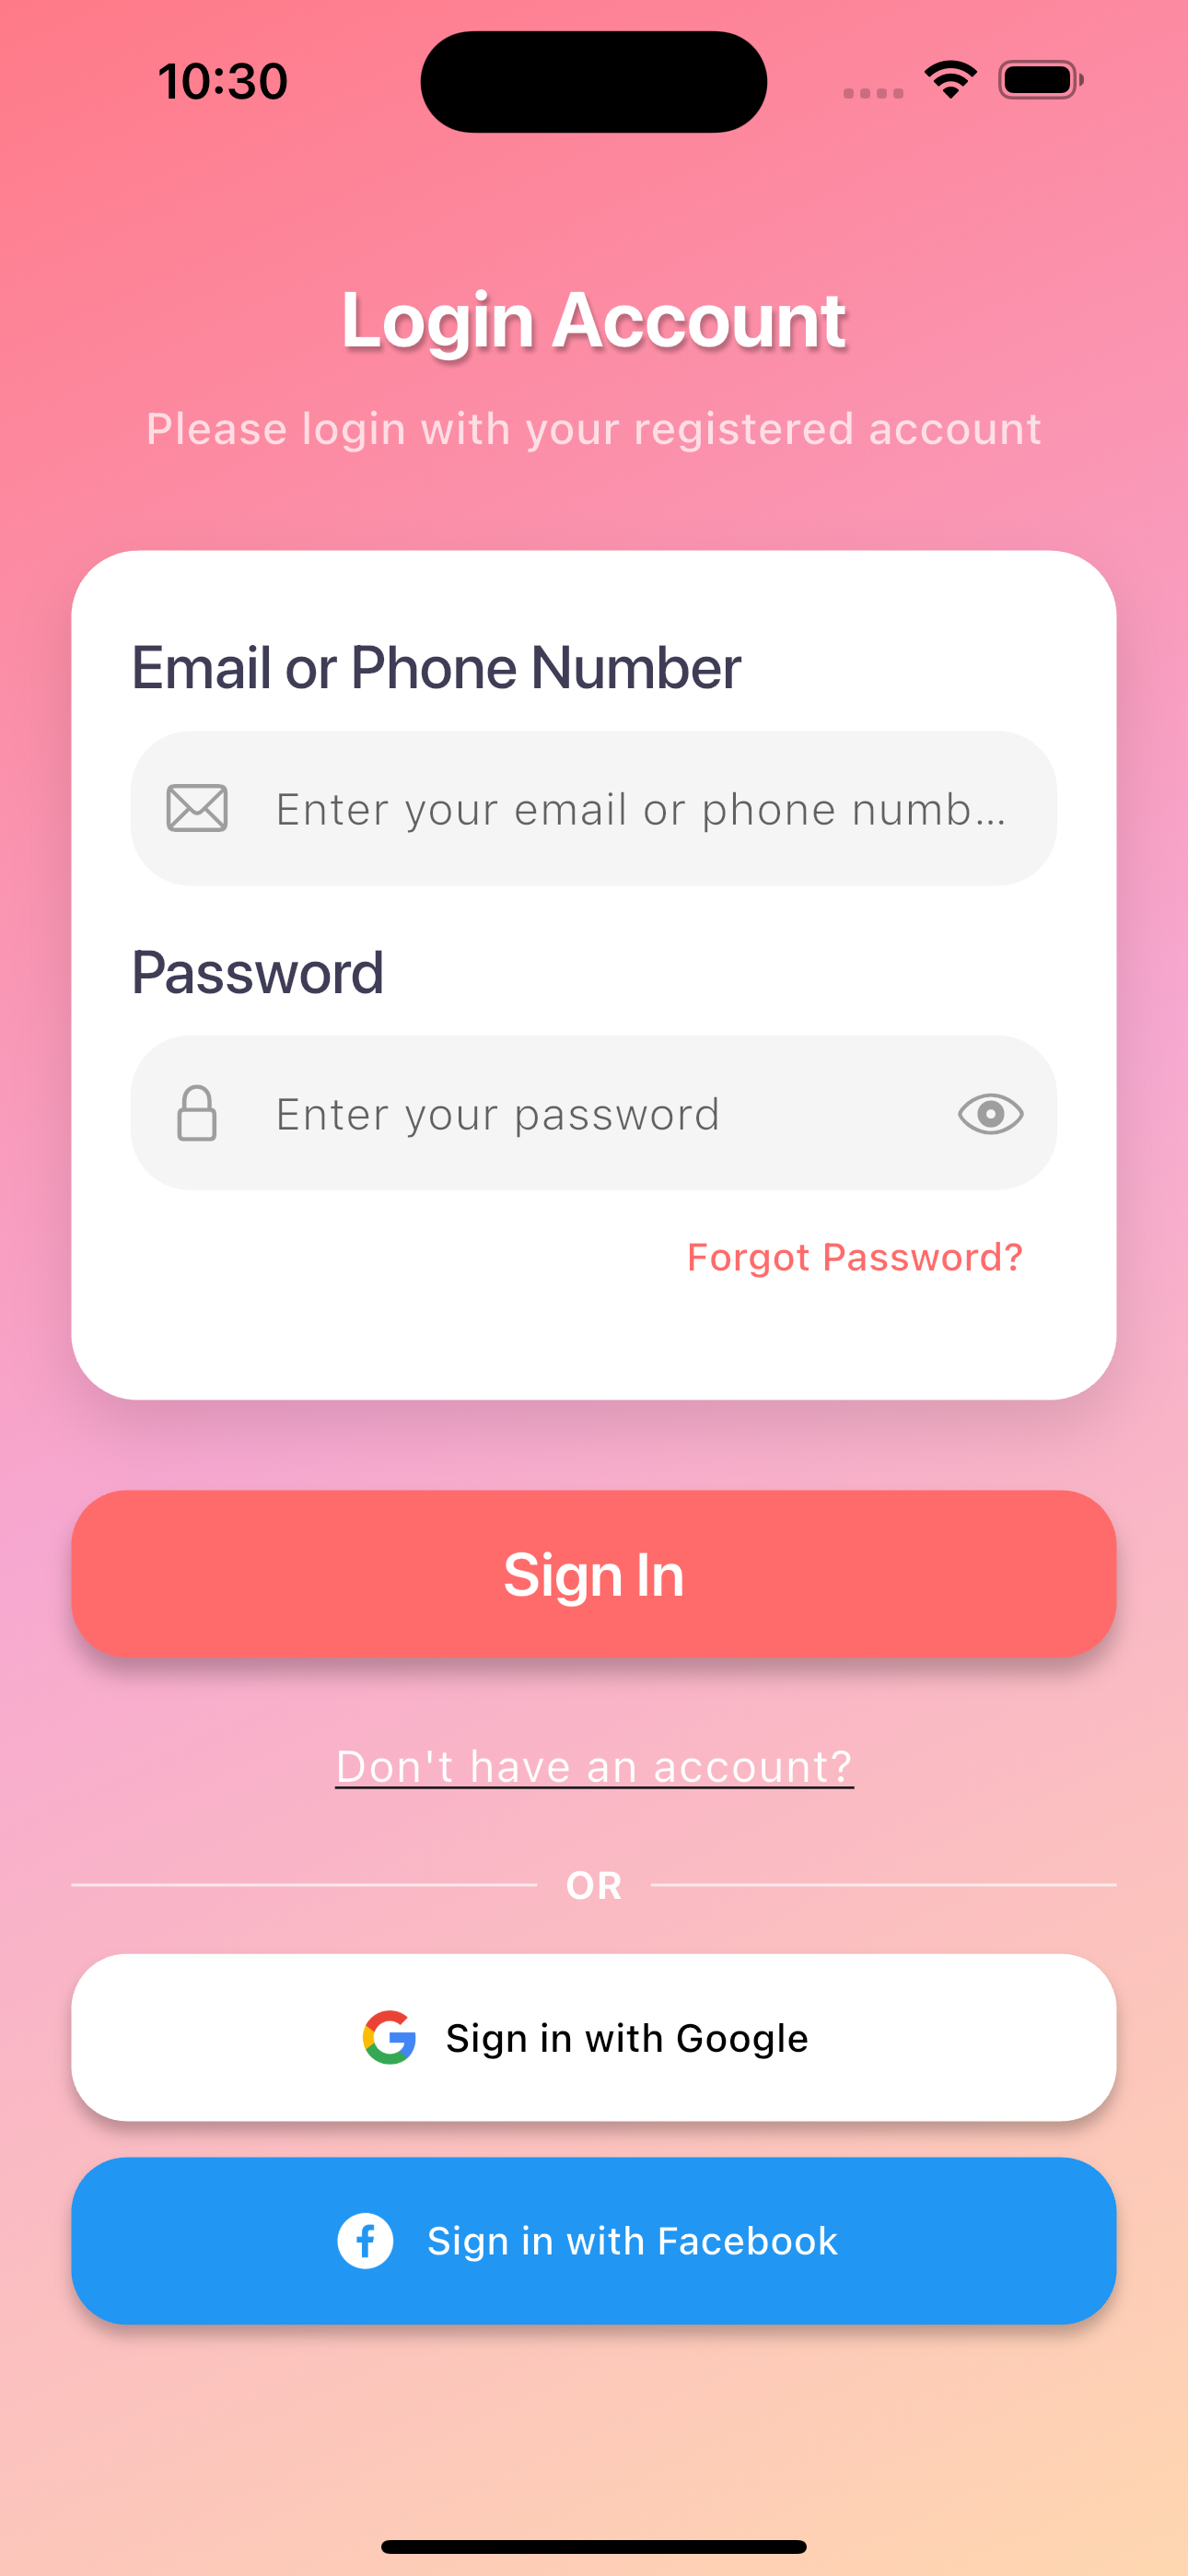 10:30
Login Account
Please login with your registered account
Email or Phone Number
Enter your email or phone numb...
Password
Enter your password
Forgot Password?
Sign In
Don't have an account?
OR
Sign in with Google
Sign in with Facebook